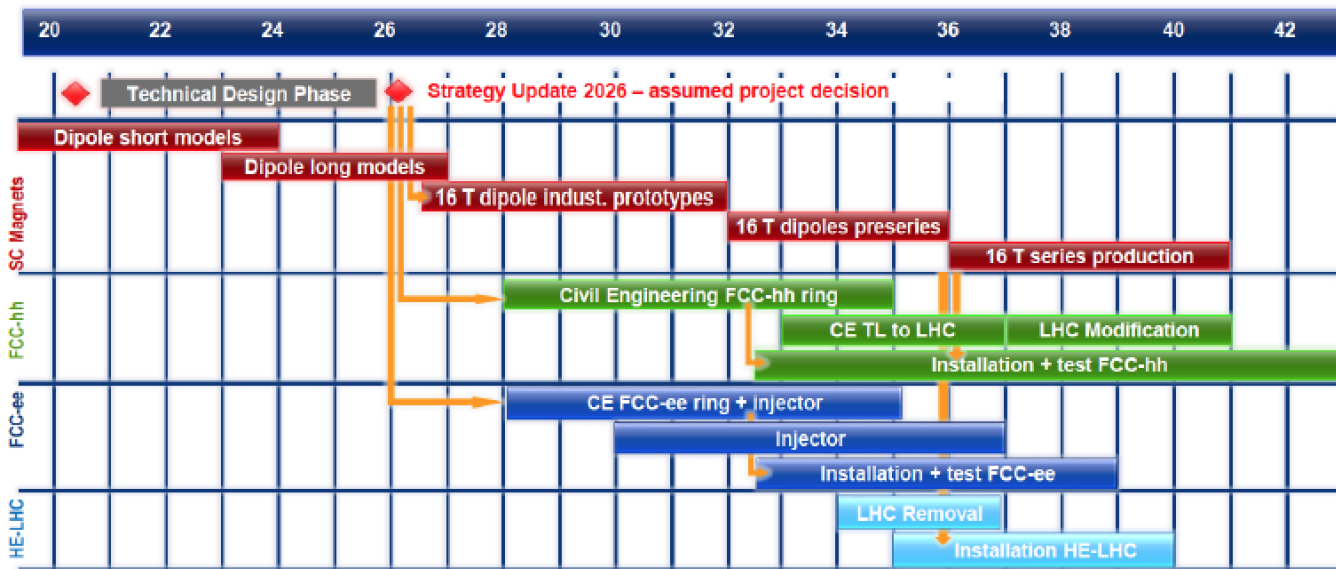 20 22 24 26 28 30 32 34 36 38 40 42
Technical Design Phase
Strategy Update 2026 – assumed project decision
SC Magnets
Dipole short models
Dipole long models
16 T dipole indust. prototypes
16 T dipoles preseries
16 T series production
FCC-hh
Civil Engineering FCC-hh ring
CE TL to LHC
LHC Modification
Installation + test FCC-hh
FCC-ee
CE FCC-ee ring + injector
Injector
Installation + test FCC-ee
HE-LHC
LHC Removal
Installation HE-LHC